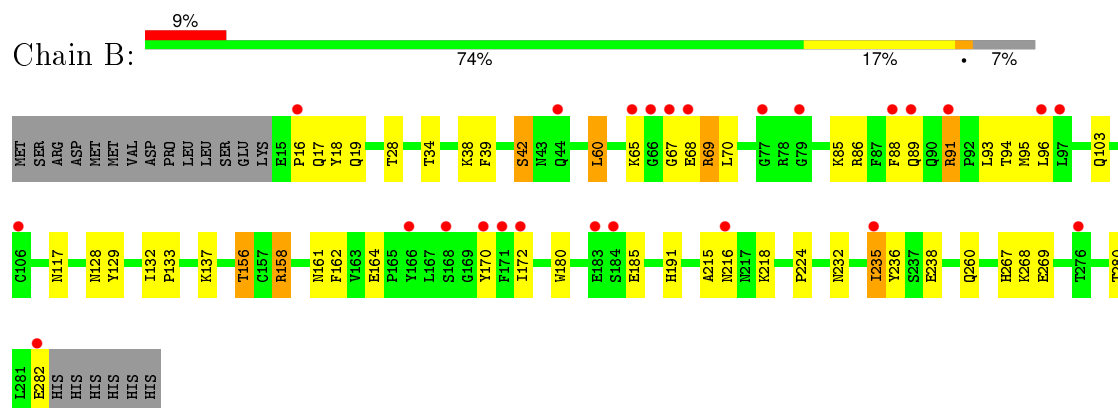 9%
Chain B:
74% 17% • 7%
MET SER ARG ASP MET MET VAL ASP PRO LEU LEU SER GLU LYS E15 P16 Q17 Y18 Q19 T28 T34 K38 F39 S42 N43 Q44 L60 K65 G66 G67 E68 R69 L70 G77 R78 G79 K85 R86 F87 F88 Q89 Q90 R91 P92 L93 T94 M95 L96 L97 Q103
C106 N117 N128 Y129 I132 P133 K137 T156 C157 R158 N161 F162 V163 E164 P165 Y166 L167 S168 G169 Y170 F171 I172 W180 E183 S184 E185 H191 A215 N216 N217 K218 P224 N232 I235 Y236 S237 E238 Q260 H267 K268 E269 T276 T280
L281 E282 HIS HIS HIS HIS HIS HIS